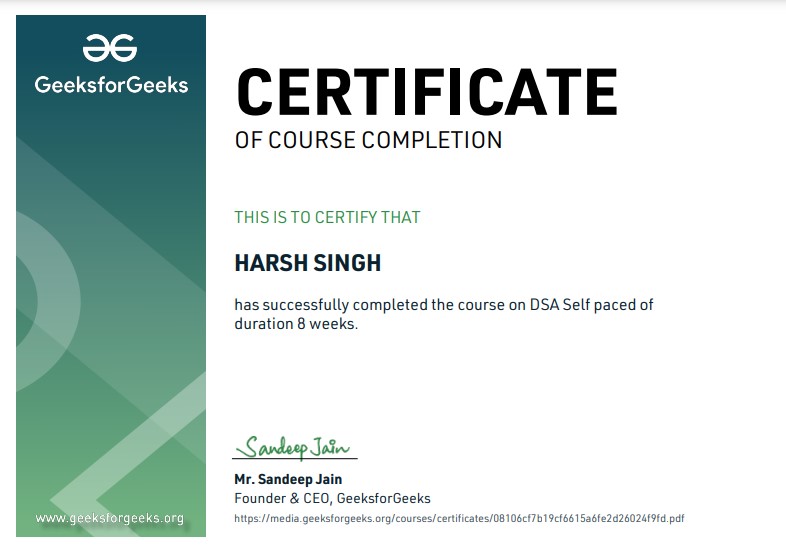 GeeksforGeeks
CERTIFICATE
OF COURSE COMPLETION
THIS IS TO CERTIFY THAT
HARSH SINGH
has successfully completed the course on DSA Self paced of
duration 8 weeks.
Sandeep Jain
Mr. Sandeep Jain
Founder & CEO, GeeksforGeeks
https://media.geeksforgeeks.org/courses/certificates/08106cf7b19cf6615a6fe2d26024f9fd.pdf
www.geeksforgeeks.org